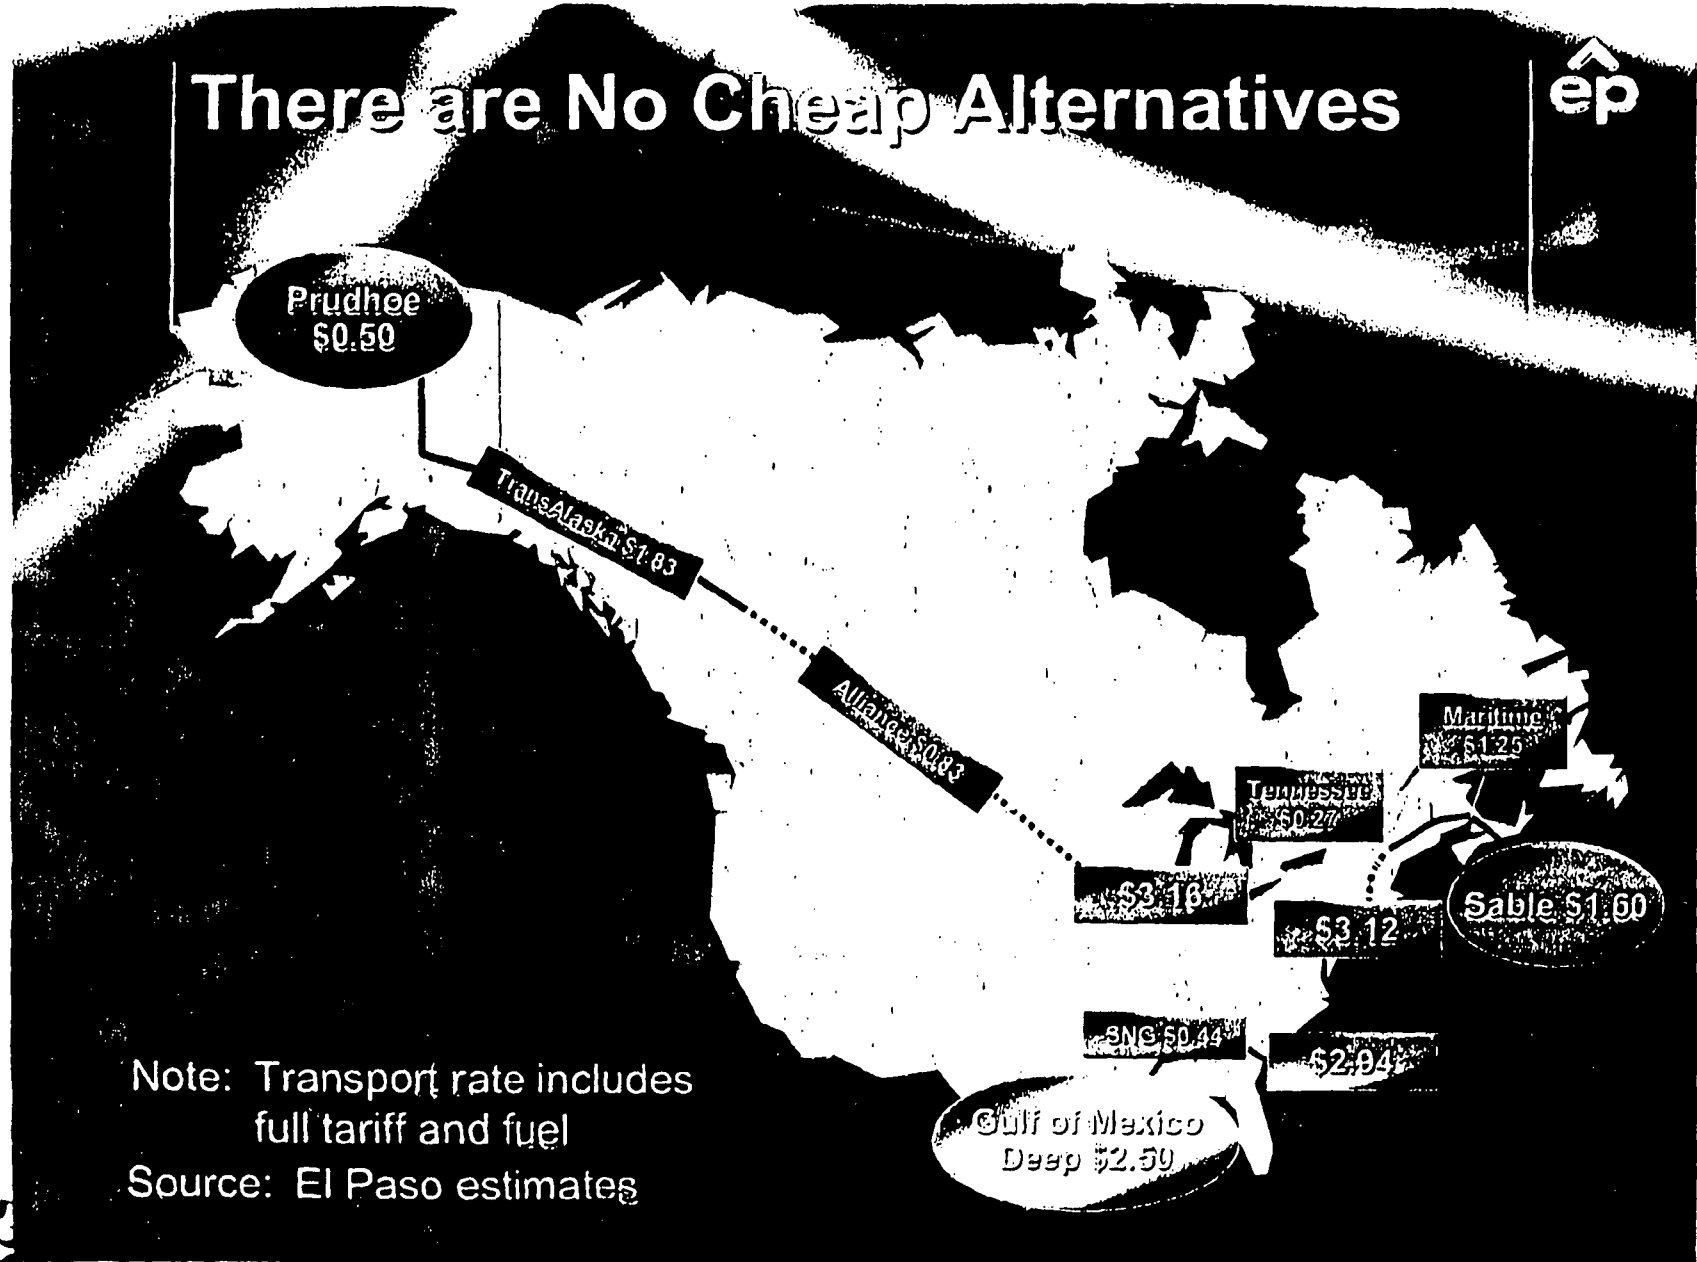 There are No Cheap Alternatives
ep
Prudhoe
$0.50
TransAlaska $1.83
Alliance $0.83
Maritime
$1.25
Tennessee
$0.27
$3.16
$3.12
Sable $1.60
SNG $0.44
$2.94
Gulf of Mexico
Deep $2.50
Note: Transport rate includes
full tariff and fuel
Source: El Paso estimates